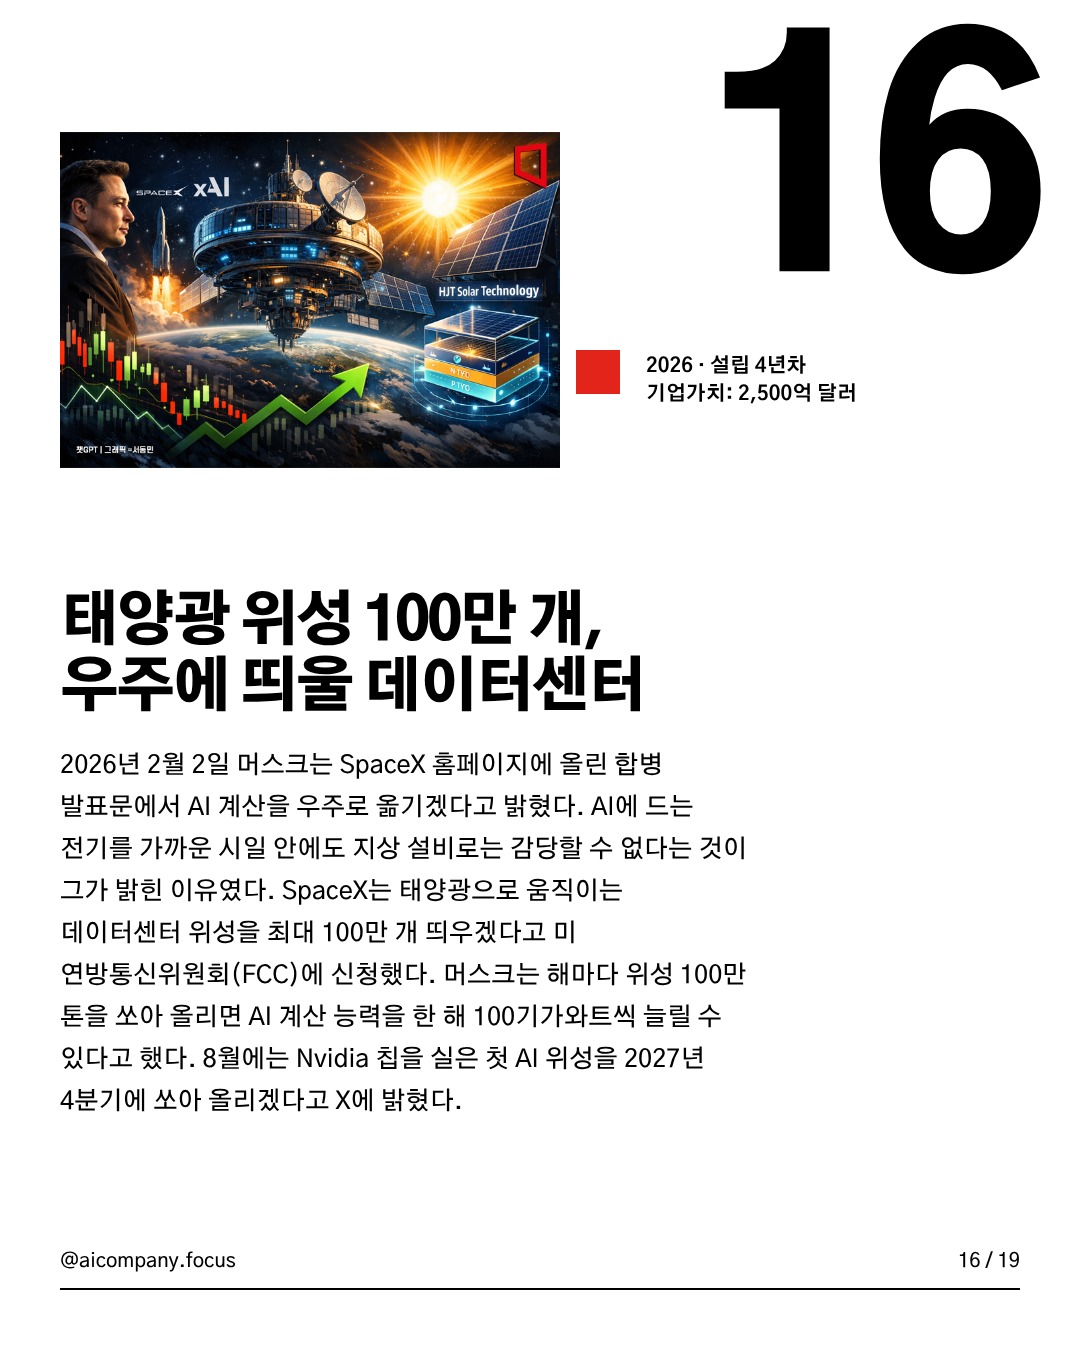 16
SPACEX xAI
HJT Solar Technology
N-TYC
P-TYC
챗GPT | 그래픽=서동민
2026 · 설립 4년차
기업가치: 2,500억 달러
태양광 위성 100만 개,
우주에 띄울 데이터센터
2026년 2월 2일 머스크는 SpaceX 홈페이지에 올린 합병
발표문에서 AI 계산을 우주로 옮기겠다고 밝혔다. AI에 드는
전기를 가까운 시일 안에도 지상 설비로는 감당할 수 없다는 것이
그가 밝힌 이유였다. SpaceX는 태양광으로 움직이는
데이터센터 위성을 최대 100만 개 띄우겠다고 미
연방통신위원회(FCC)에 신청했다. 머스크는 해마다 위성 100만
톤을 쏘아 올리면 AI 계산 능력을 한 해 100기가와트씩 늘릴 수
있다고 했다. 8월에는 Nvidia 칩을 실은 첫 AI 위성을 2027년
4분기에 쏘아 올리겠다고 X에 밝혔다.
@aicompany.focus
16 / 19